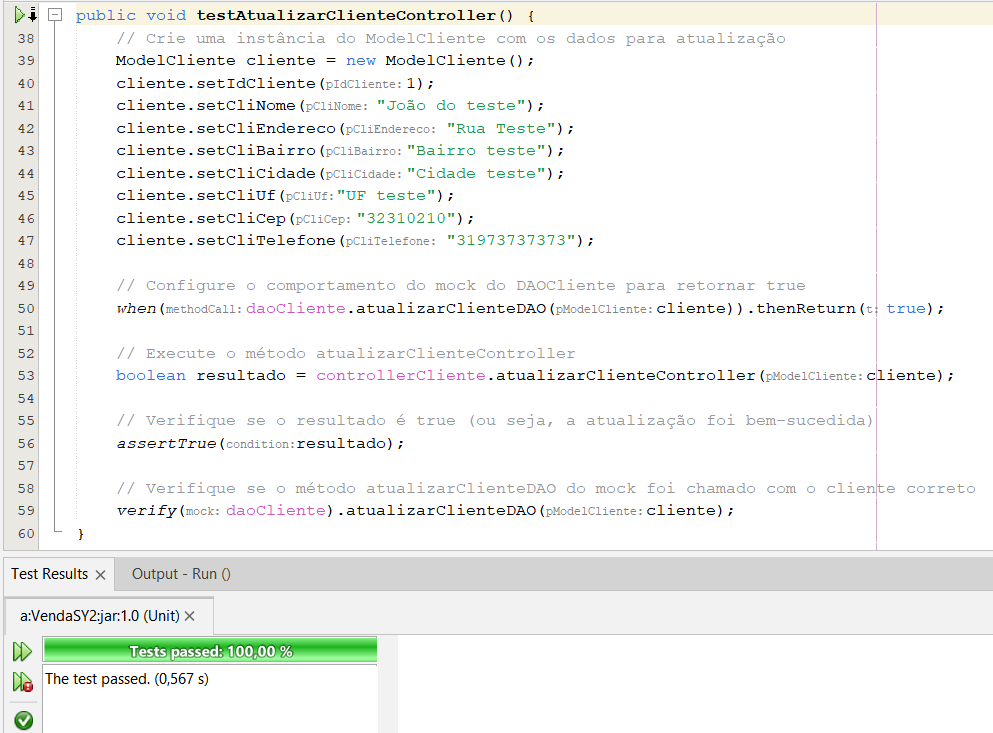 public void testAtualizarClienteController() {
38 // Crie uma instância do ModelCliente com os dados para atualização
39 ModelCliente cliente = new ModelCliente();
40 cliente.setIdCliente(pIdCliente: 1);
41 cliente.setCliNome(pCliNome: "João do teste");
42 cliente.setCliEndereco(pCliEndereco: "Rua Teste");
43 cliente.setCliBairro(pCliBairro: "Bairro teste");
44 cliente.setCliCidade(pCliCidade: "Cidade teste");
45 cliente.setCliUf(pCliUf: "UF teste");
46 cliente.setCliCep(pCliCep: "32310210");
47 cliente.setCliTelefone(pCliTelefone: "31973737373");
48
49 // Configure o comportamento do mock do DAOCliente para retornar true
50 when(methodCall: daoCliente.atualizarClienteDAO(pModelCliente: cliente)).thenReturn(t: true);
51
52 // Execute o método atualizarClienteController
53 boolean resultado = controllerCliente.atualizarClienteController(pModelCliente: cliente);
54
55 // Verifique se o resultado é true (ou seja, a atualização foi bem-sucedida)
56 assertTrue(condition: resultado);
57
58 // Verifique se o método atualizarClienteDAO do mock foi chamado com o cliente correto
59 verify(mock: daoCliente).atualizarClienteDAO(pModelCliente: cliente);
60 }
Test Results Output - Run ()
a:VendaSY2:jar:1.0 (Unit)
Tests passed: 100,00 %
The test passed. (0,567 s)